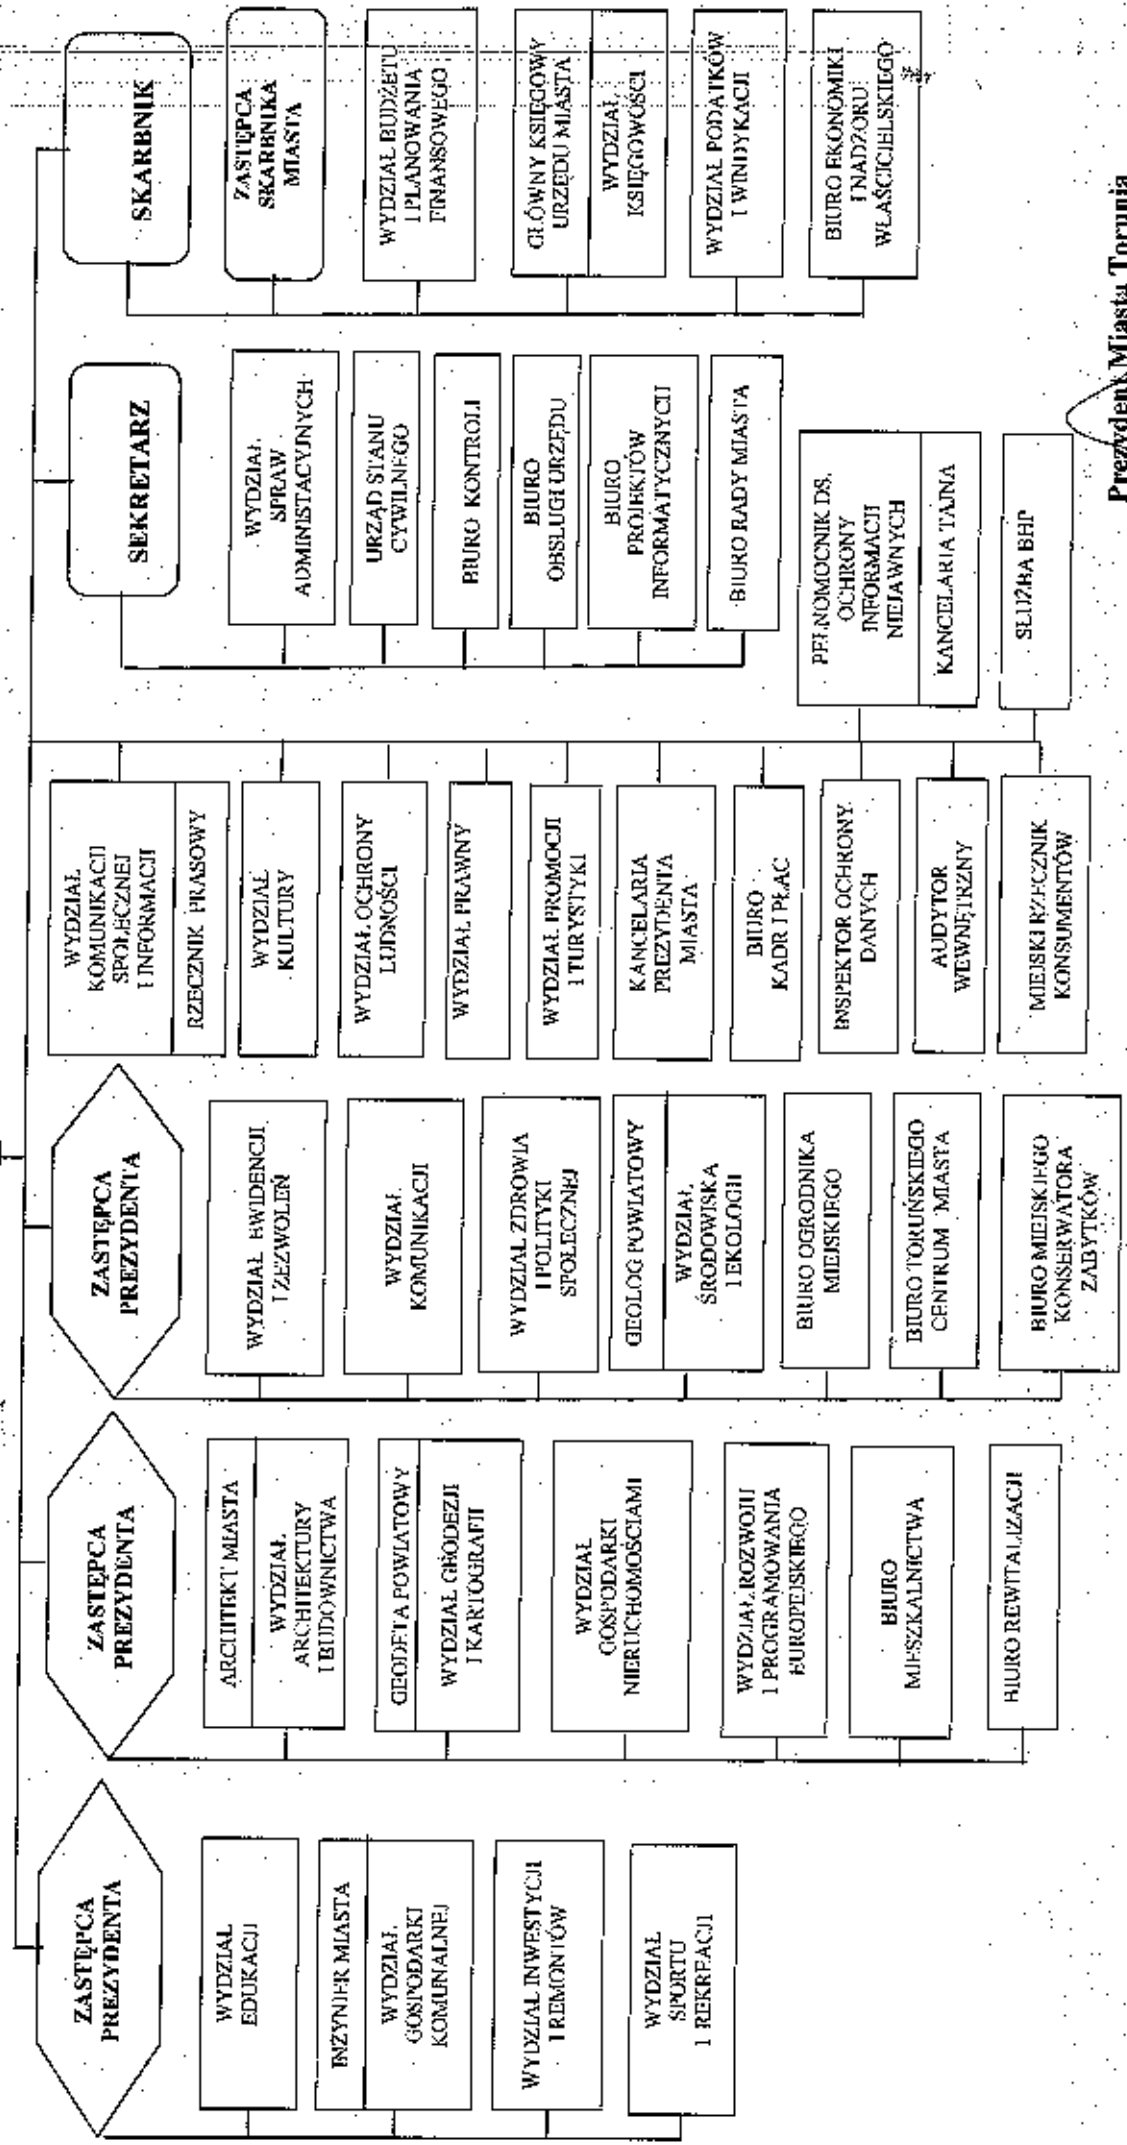 ZASTĘPCA
PREZYDENTA
WYDZIAŁ
EDUKACJI
INŻYNIER MIASTA
WYDZIAŁ
GOSPODARKI
KOMUNALNEJ
WYDZIAŁ INWESTYCJI
I REMONTÓW
WYDZIAŁ
SPORTU
I REKREACJI
ZASTĘPCA
PREZYDENTA
ARCHITEKT MIASTA
WYDZIAŁ
ARCHITEKTURY
I BUDOWNICTWA
GEODETA POWIATOWY
WYDZIAŁ GEODEZJI
I KARTOGRAFII
WYDZIAŁ
GOSPODARKI
NIERUCHOMOŚCIAMI
WYDZIAŁ ROZWOJU
I PROGRAMOWANIA
EUROPEJSKIEGO
BIURO
MIESZKALNICTWA
BIURO REWITALIZACJI
ZASTĘPCA
PREZYDENTA
WYDZIAŁ EWIDENCJI
I ZEZWOLEŃ
WYDZIAŁ
KOMUNIKACJI
WYDZIAŁ ZDROWIA
I POLITYKI
SPOŁECZNEJ
GEOLOG POWIATOWY
WYDZIAŁ
ŚRODOWISKA
I EKOLOGII
BIURO OGRODNIKA
MIEJSKIEGO
BIURO TORUŃSKIEGO
CENTRUM MIASTA
BIURO MIEJSKIEGO
KONSERWATORA
ZABYTKÓW
WYDZIAŁ
KOMUNIKACJI
SPOŁECZNEJ
I INFORMACJI
RZECZNIK PRASOWY
WYDZIAŁ
KULTURY
WYDZIAŁ OCHRONY
LUDNOŚCI
WYDZIAŁ PRAWNY
WYDZIAŁ PROMOCJI
I TURYSTYKI
KANCELARIA
PREZYDENTA
MIASTA
BIURO
KADR I PŁAC
INSPEKTOR OCHRONY
DANYCH
AUDYTOR
WEWNĘTRZNY
MIEJSKI RZECZNIK
KONSUMENTÓW
PEŁNOMOCNIK DS.
OCHRONY
INFORMACJI
NIEJAWNYCH
KANCELARIA TAJNA
SŁUŻBA BHP
SEKRETARZ
WYDZIAŁ
SPRAW
ADMINISTACYJNYCH
URZĄD STANU
CYWILNEGO
BIURO KONTROLI
BIURO
OBSŁUGI URZĘDU
BIURO
PROJEKTÓW
INFORMATYCZNYCH
BIURO RADY MIASTA
SKARBNIK
ZASTĘPCA
SKARBNIKA
MIASTA
WYDZIAŁ BUDŻETU
I PLANOWANIA
FINANSOWEGO
GŁÓWNY KSIĘGOWY
URZĘDU MIASTA
WYDZIAŁ
KSIĘGOWOŚCI
WYDZIAŁ PODATKÓW
I WINDYKACJI
BIURO EKONOMIKI
I NADZORU
WŁAŚCICIELSKIEGO
Prezydent Miasta Torunia